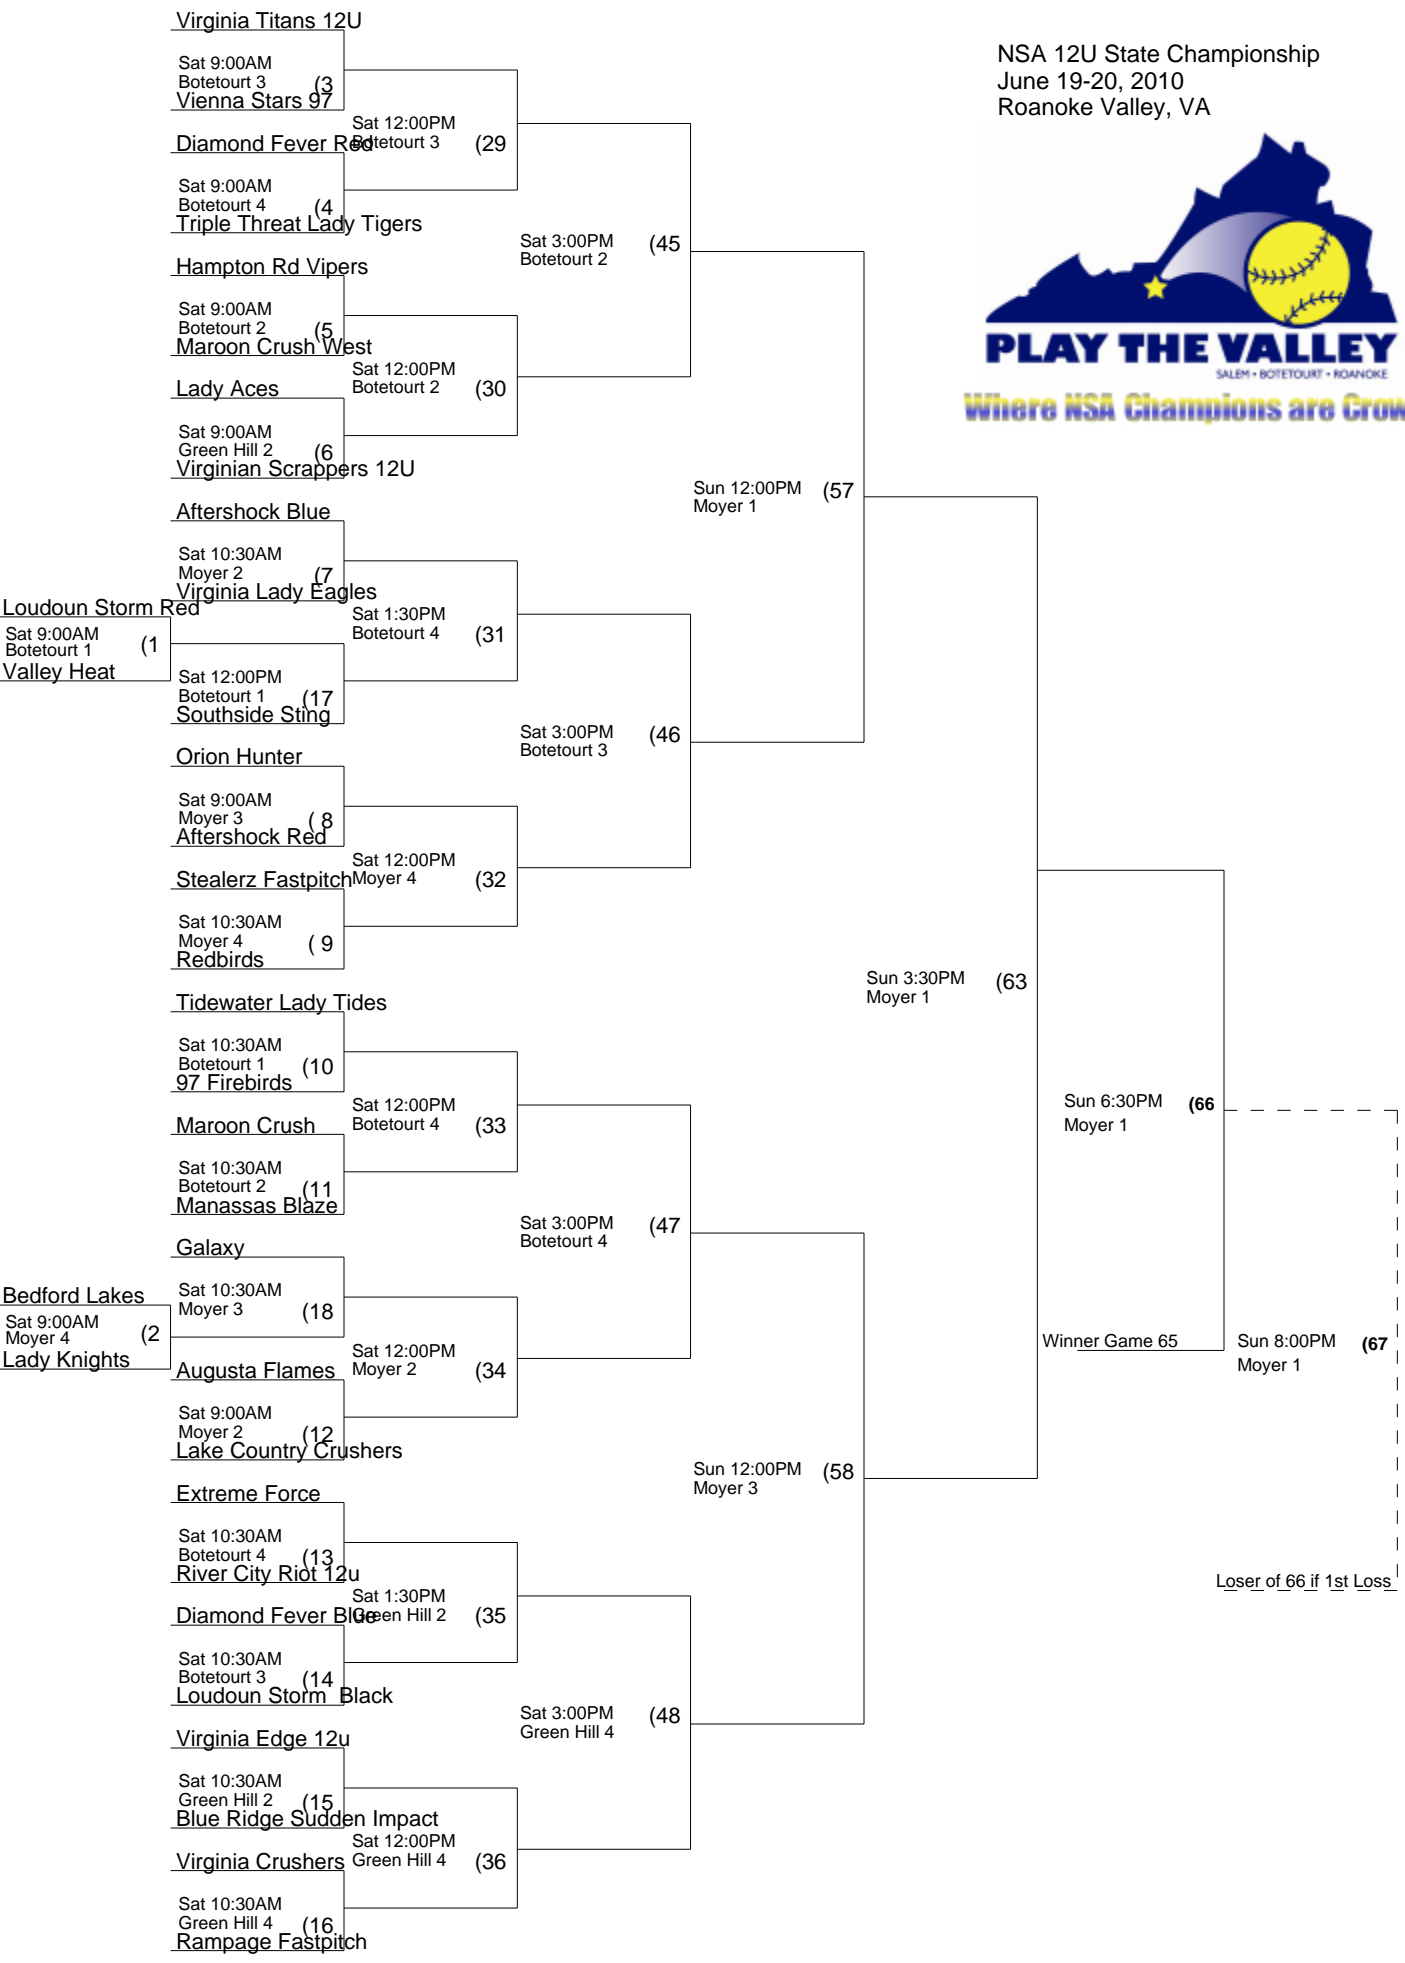 NSA 12U State Championship
June 19-20, 2010
Roanoke Valley, VA
PLAY THE VALLEY
SALEM • BOTETOURT • ROANOKE
Where NSA Champions are Crow
Virginia Titans 12U
Sat 9:00AM
Botetourt 3 (3
Vienna Stars 97
Sat 12:00PM
Botetourt 3 (29
Diamond Fever Red
Sat 9:00AM
Botetourt 4 (4
Triple Threat Lady Tigers
Sat 3:00PM (45
Botetourt 2
Hampton Rd Vipers
Sat 9:00AM
Botetourt 2 (5
Maroon Crush West
Sat 12:00PM
Botetourt 2 (30
Lady Aces
Sat 9:00AM
Green Hill 2 (6
Virginian Scrappers 12U
Sun 12:00PM (57
Moyer 1
Aftershock Blue
Sat 10:30AM
Moyer 2 (7
Virginia Lady Eagles
Loudoun Storm Red
Sat 9:00AM
Botetourt 1 (1
Valley Heat
Sat 1:30PM
Botetourt 4 (31
Sat 12:00PM
Botetourt 1 (17
Southside Sting
Sat 3:00PM (46
Botetourt 3
Orion Hunter
Sat 9:00AM
Moyer 3 ( 8
Aftershock Red
Sat 12:00PM
Moyer 4 (32
Stealerz Fastpitch
Sat 10:30AM
Moyer 4 ( 9
Redbirds
Sun 3:30PM (63
Moyer 1
Tidewater Lady Tides
Sat 10:30AM
Botetourt 1 (10
97 Firebirds
Sat 12:00PM
Botetourt 4 (33
Maroon Crush
Sat 10:30AM
Botetourt 2 (11
Manassas Blaze
Sun 6:30PM (66
Moyer 1
Sat 3:00PM (47
Botetourt 4
Galaxy
Sat 10:30AM
Moyer 3 (18
Bedford Lakes
Sat 9:00AM
Moyer 4 (2
Lady Knights
Sat 12:00PM
Moyer 2 (34
Winner Game 65
Sun 8:00PM (67
Moyer 1
Augusta Flames
Sat 9:00AM
Moyer 2 (12
Lake Country Crushers
Sun 12:00PM (58
Moyer 3
Extreme Force
Sat 10:30AM
Botetourt 4 (13
River City Riot 12u
Loser of 66 if 1st Loss
Sat 1:30PM
Green Hill 2 (35
Diamond Fever Blue
Sat 10:30AM
Botetourt 3 (14
Loudoun Storm Black
Sat 3:00PM (48
Green Hill 4
Virginia Edge 12u
Sat 10:30AM
Green Hill 2 (15
Blue Ridge Sudden Impact
Sat 12:00PM
Green Hill 4 (36
Virginia Crushers
Sat 10:30AM
Green Hill 4 (16
Rampage Fastpitch